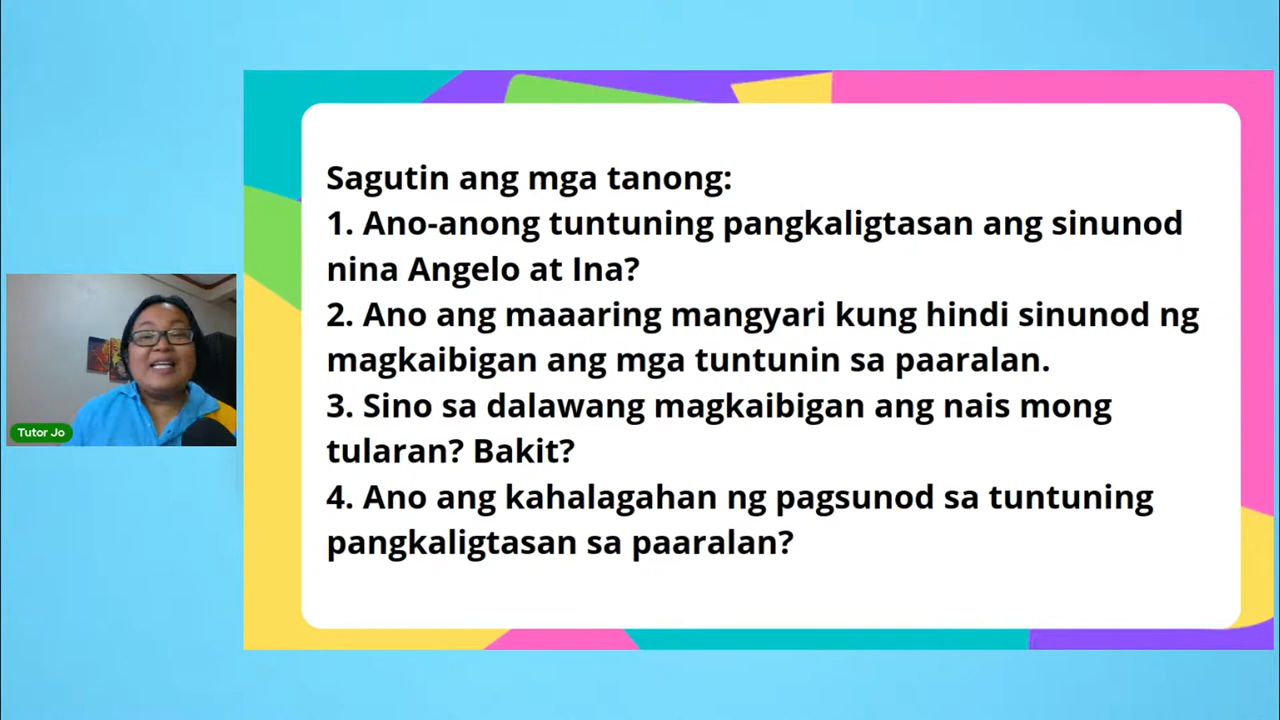 Sagutin ang mga tanong:
1. Ano-anong tuntuning pangkaligtasan ang sinunod
nina Angelo at Ina?
2. Ano ang maaaring mangyari kung hindi sinunod ng
magkaibigan ang mga tuntunin sa paaralan.
3. Sino sa dalawang magkaibigan ang nais mong
tularan? Bakit?
4. Ano ang kahalagahan ng pagsunod sa tuntuning
pangkaligtasan sa paaralan?
Tutor Jo